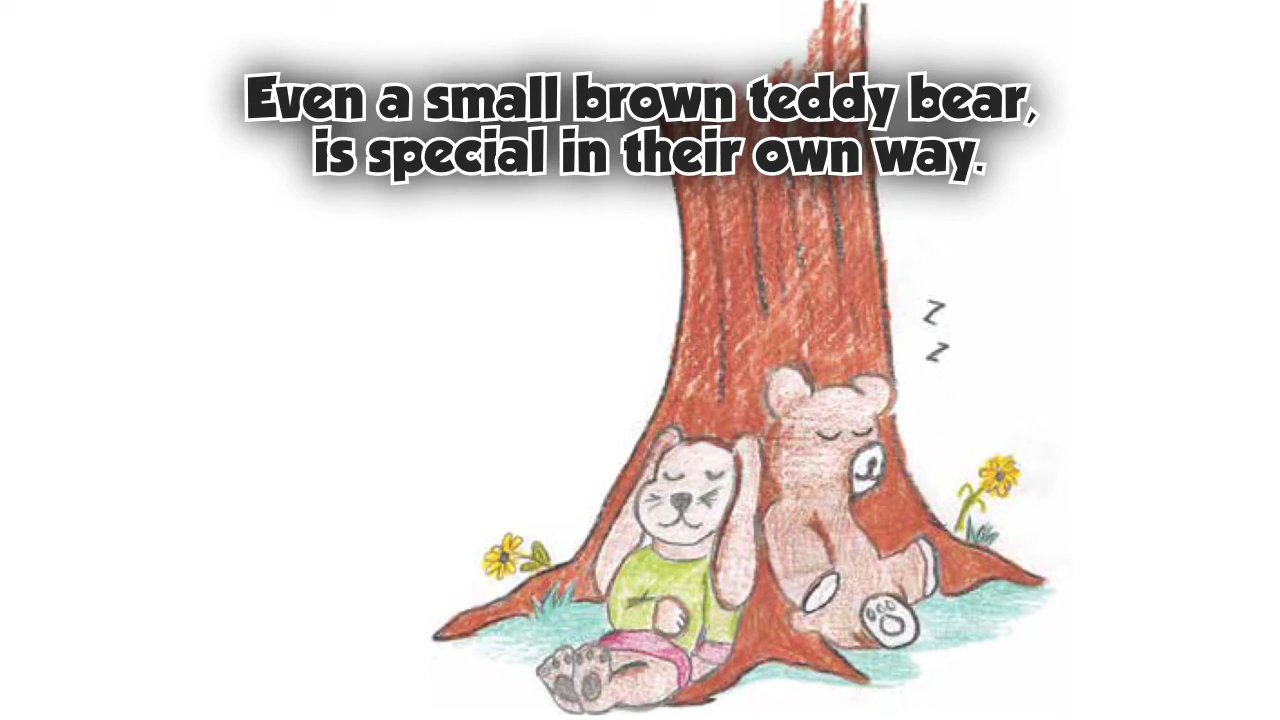 Even a small brown teddy bear,
is special in their own way.
z
z